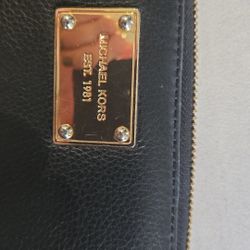 MICHAEL KORS
EST. 1981